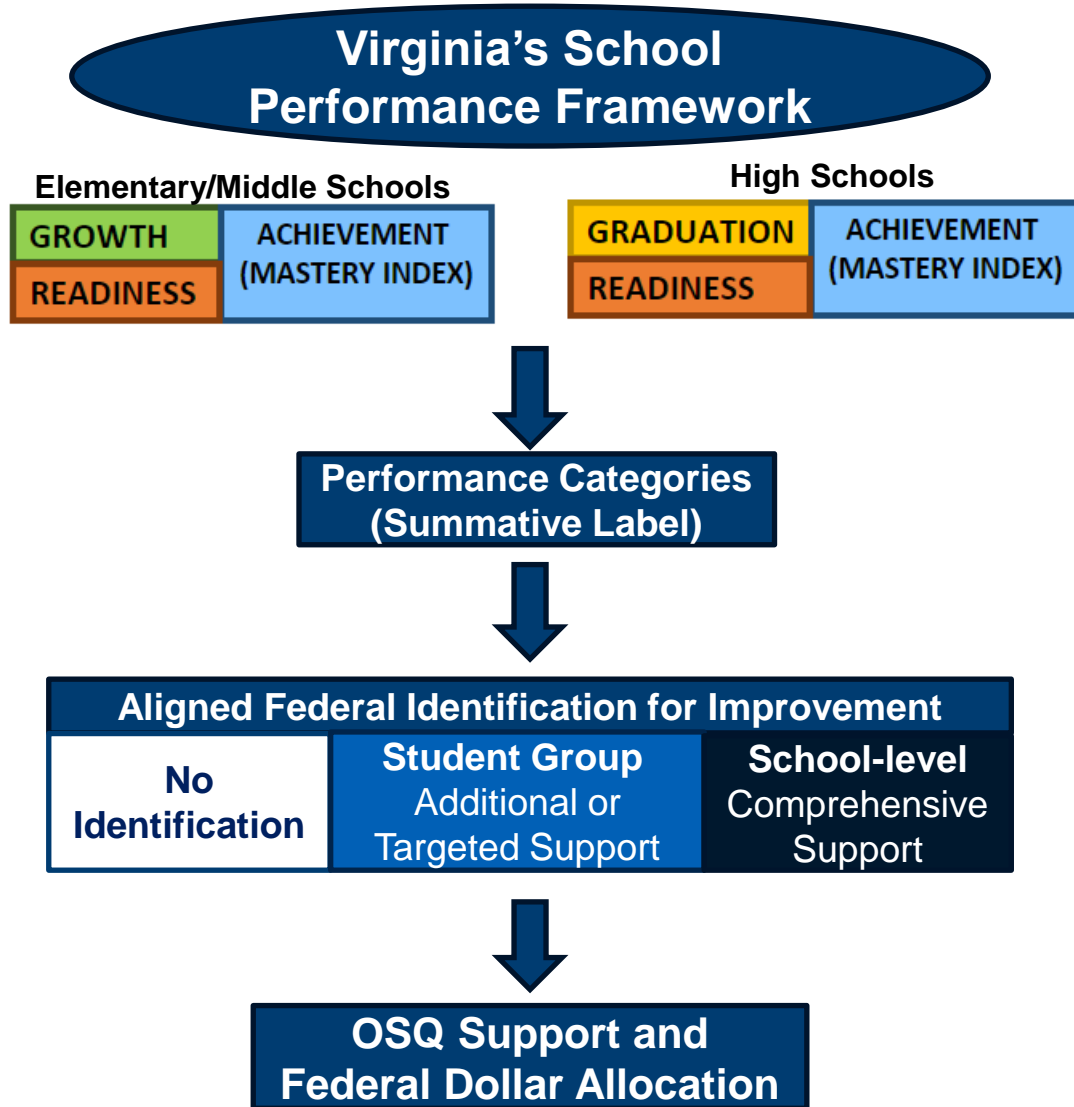 Virginia’s School
Performance Framework
Elementary/Middle Schools
GROWTH
READINESS
ACHIEVEMENT
(MASTERY INDEX)
High Schools
GRADUATION
READINESS
ACHIEVEMENT
(MASTERY INDEX)
Performance Categories
(Summative Label)
Aligned Federal Identification for Improvement
No
Identification
Student Group
Additional or
Targeted Support
School-level
Comprehensive
Support
OSQ Support and
Federal Dollar Allocation